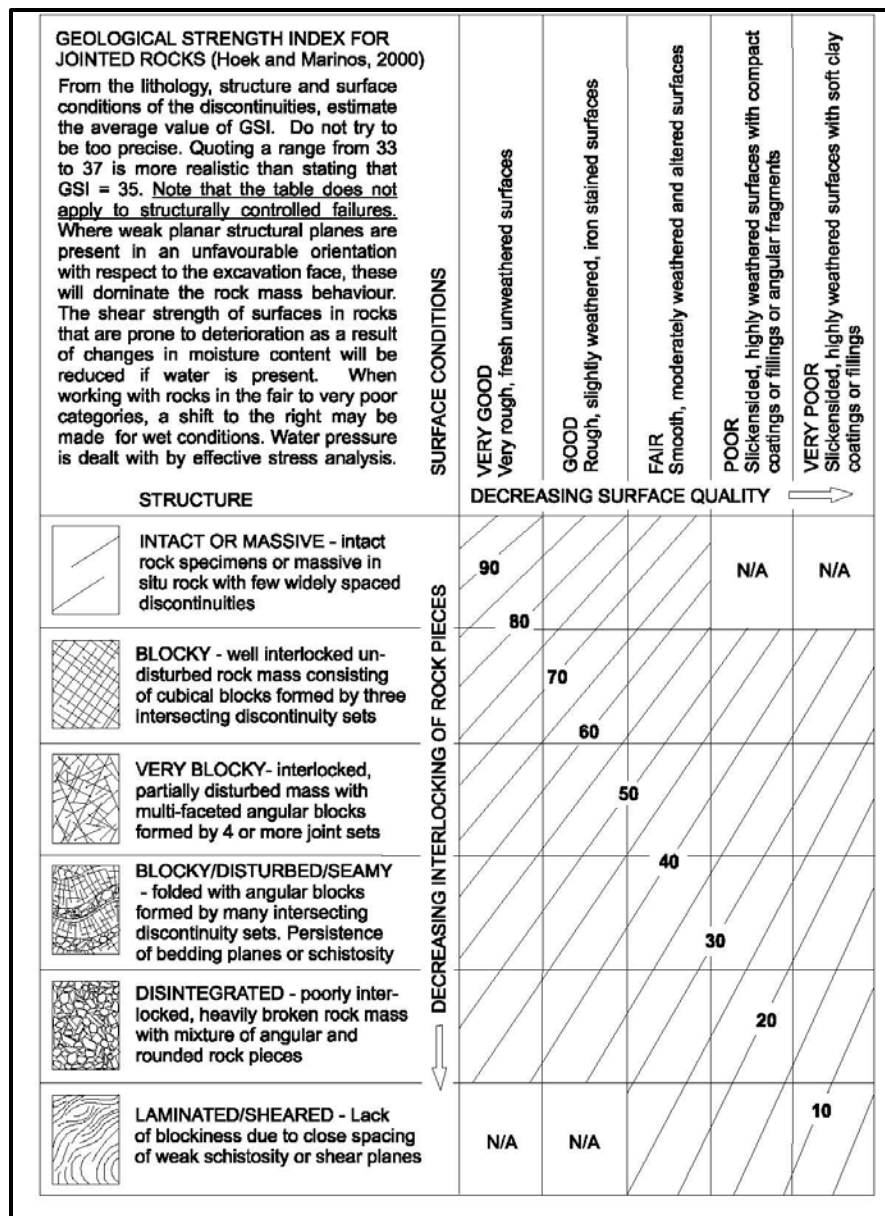 GEOLOGICAL STRENGTH INDEX FOR
JOINTED ROCKS (Hoek and Marinos, 2000)
From the lithology, structure and surface
conditions of the discontinuities, estimate
the average value of GSI. Do not try to
be too precise. Quoting a range from 33
to 37 is more realistic than stating that
GSI = 35. Note that the table does not
apply to structurally controlled failures.
Where weak planar structural planes are
present in an unfavourable orientation
with respect to the excavation face, these
will dominate the rock mass behaviour.
The shear strength of surfaces in rocks
that are prone to deterioration as a result
of changes in moisture content will be
reduced if water is present. When
working with rocks in the fair to very poor
categories, a shift to the right may be
made for wet conditions. Water pressure
is dealt with by effective stress analysis.
SURFACE CONDITIONS
VERY GOOD
Very rough, fresh unweathered surfaces
GOOD
Rough, slightly weathered, iron stained surfaces
FAIR
Smooth, moderately weathered and altered surfaces
POOR
Slickensided, highly weathered surfaces with compact
coatings or fillings or angular fragments
VERY POOR
Slickensided, highly weathered surfaces with soft clay
coatings or fillings
STRUCTURE
DECREASING SURFACE QUALITY
DECREASING INTERLOCKING OF ROCK PIECES
INTACT OR MASSIVE - intact
rock specimens or massive in
situ rock with few widely spaced
discontinuities
90
80
N/A
N/A
BLOCKY - well interlocked un-
disturbed rock mass consisting
of cubical blocks formed by three
intersecting discontinuity sets
70
60
VERY BLOCKY- interlocked,
partially disturbed mass with
multi-faceted angular blocks
formed by 4 or more joint sets
50
40
BLOCKY/DISTURBED/SEAMY
- folded with angular blocks
formed by many intersecting
discontinuity sets. Persistence
of bedding planes or schistosity
30
DISINTEGRATED - poorly inter-
locked, heavily broken rock mass
with mixture of angular and
rounded rock pieces
20
LAMINATED/SHEARED - Lack
of blockiness due to close spacing
of weak schistosity or shear planes
N/A
N/A
10